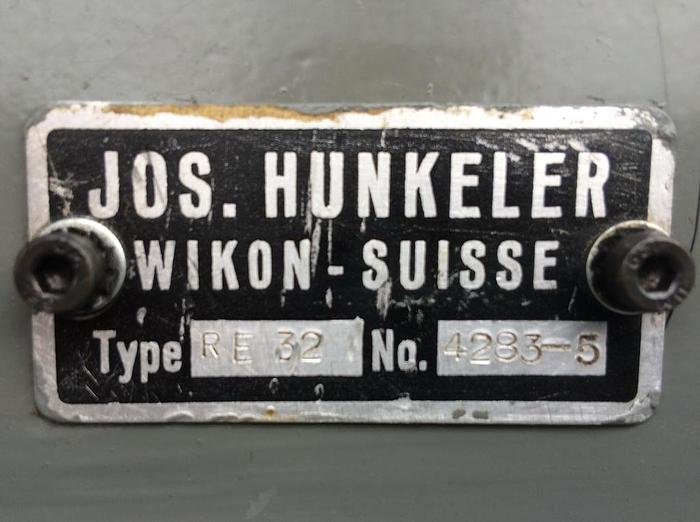 JOS. HUNKELER
WIKON-SUISSE
Type RE 32 No. 4283-5